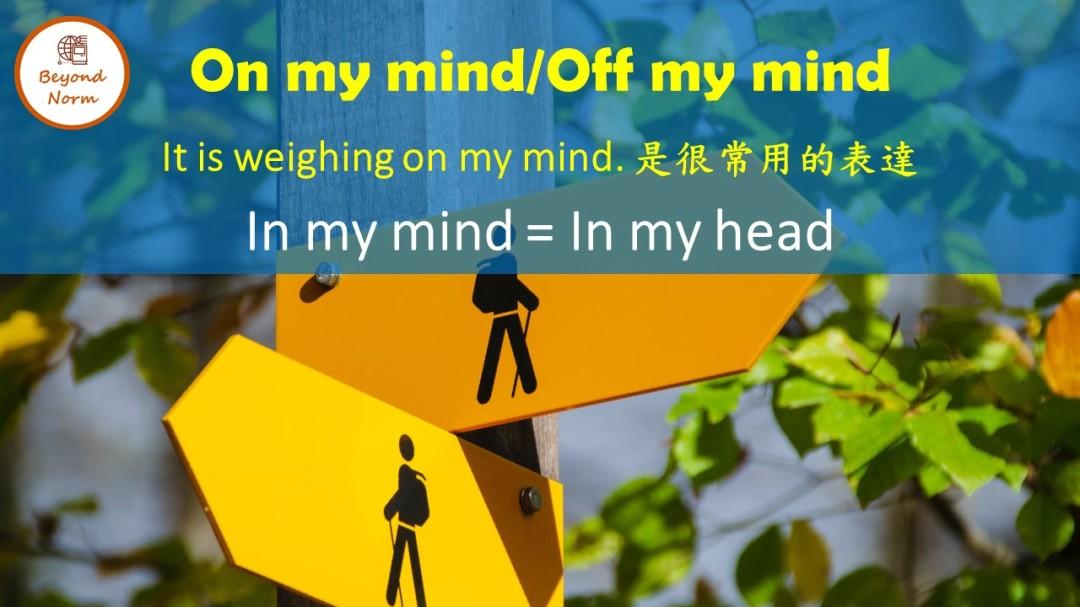 Beyond
Norm
On my mind/Off my mind
It is weighing on my mind. 是很常用的表達
In my mind = In my head